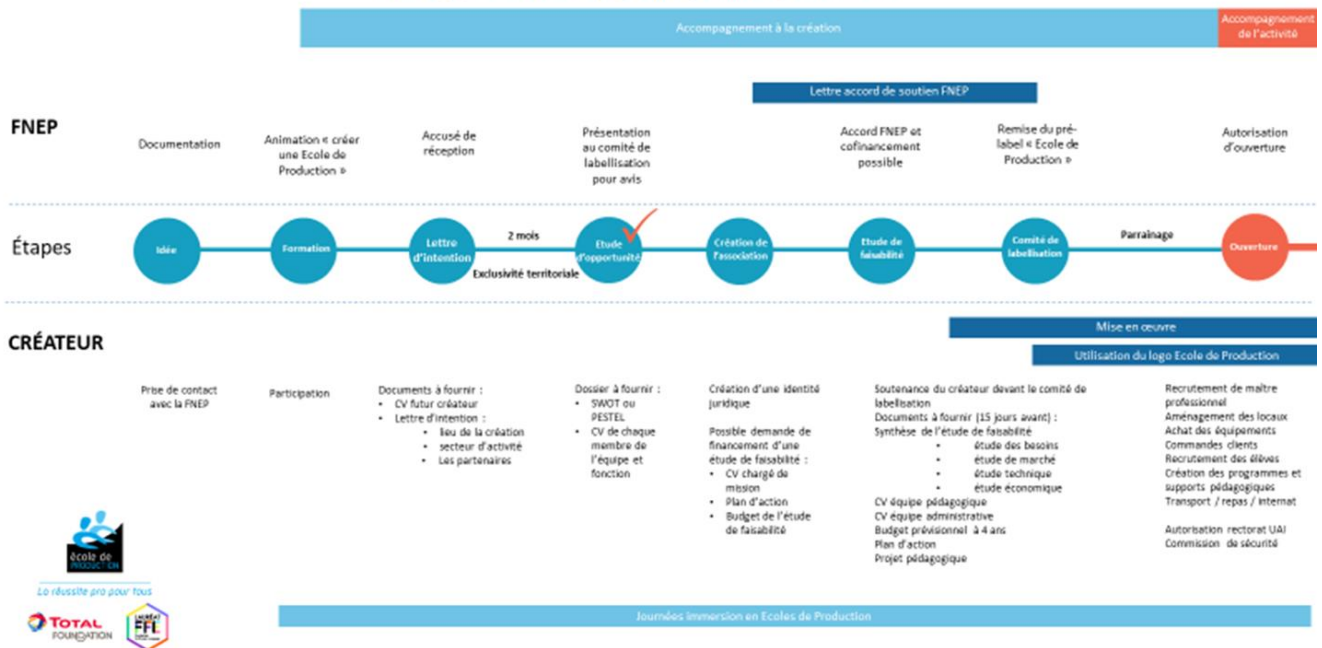 Accompagnement à la création
Accompagnement
de l'activité
Lettre accord de soutien FNEP
FNEP
Documentation
Animation « créer
une Ecole de
Production »
Accusé de
réception
Présentation
au comité de
labellisation
pour avis
Accord FNEP et
cofinancement
possible
Remise du pré-
label « Ecole de
Production »
Autorisation
d'ouverture
Étapes
Idée
Formation
Lettre
d'intention
2 mois
Exclusivité territoriale
Etude
d'opportunité
Création de
l'association
Etude de
faisabilité
Comité de
labellisation
Parrainage
Ouverture
CRÉATEUR
Mise en œuvre
Utilisation du logo Ecole de Production
Prise de contact
avec la FNEP
Participation
Documents à fournir :
• CV futur créateur
• Lettre d'intention :
• lieu de la création
• secteur d'activité
• Les partenaires
Dossier à fournir :
• SWOT ou
PESTEL
• CV de chaque
membre de
l'équipe et
fonction
Création d'une identité
juridique
Possible demande de
financement d'une
étude de faisabilité :
• CV chargé de
mission
• Plan d'action
• Budget de l'étude
de faisabilité
Soutenance du créateur devant le comité de
labellisation
Documents à fournir (15 jours avant) :
Synthèse de l'étude de faisabilité
• étude des besoins
• étude de marché
• étude technique
• étude économique
CV équipe pédagogique
CV équipe administrative
Budget prévisionnel à 4 ans
Plan d'action
Projet pédagogique
Recrutement de maître
professionnel
Aménagement des locaux
Achat des équipements
Commandes clients
Recrutement des élèves
Création des programmes et
supports pédagogiques
Transport / repas / internat
Autorisation rectorat UAI
Commission de sécurité
école de
PRODUCTION
La réussite pro pour tous
TOTAL
FOUNDATION
LAURÉAT
FFL
Journées immersion en Ecoles de Production